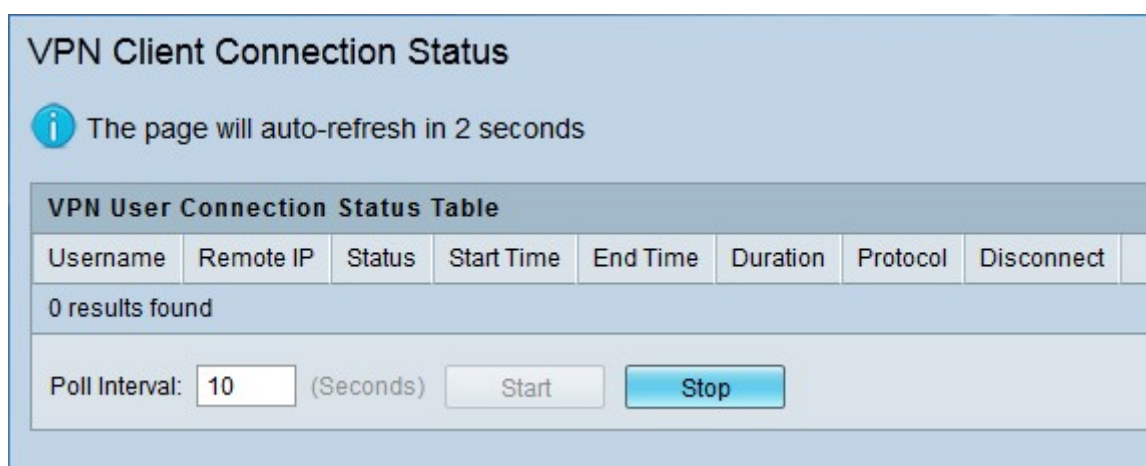 VPN Client Connection Status
The page will auto-refresh in 2 seconds
VPN User Connection Status Table
Username Remote IP Status Start Time End Time Duration Protocol Disconnect
0 results found
Poll Interval: 10 (Seconds) Start Stop